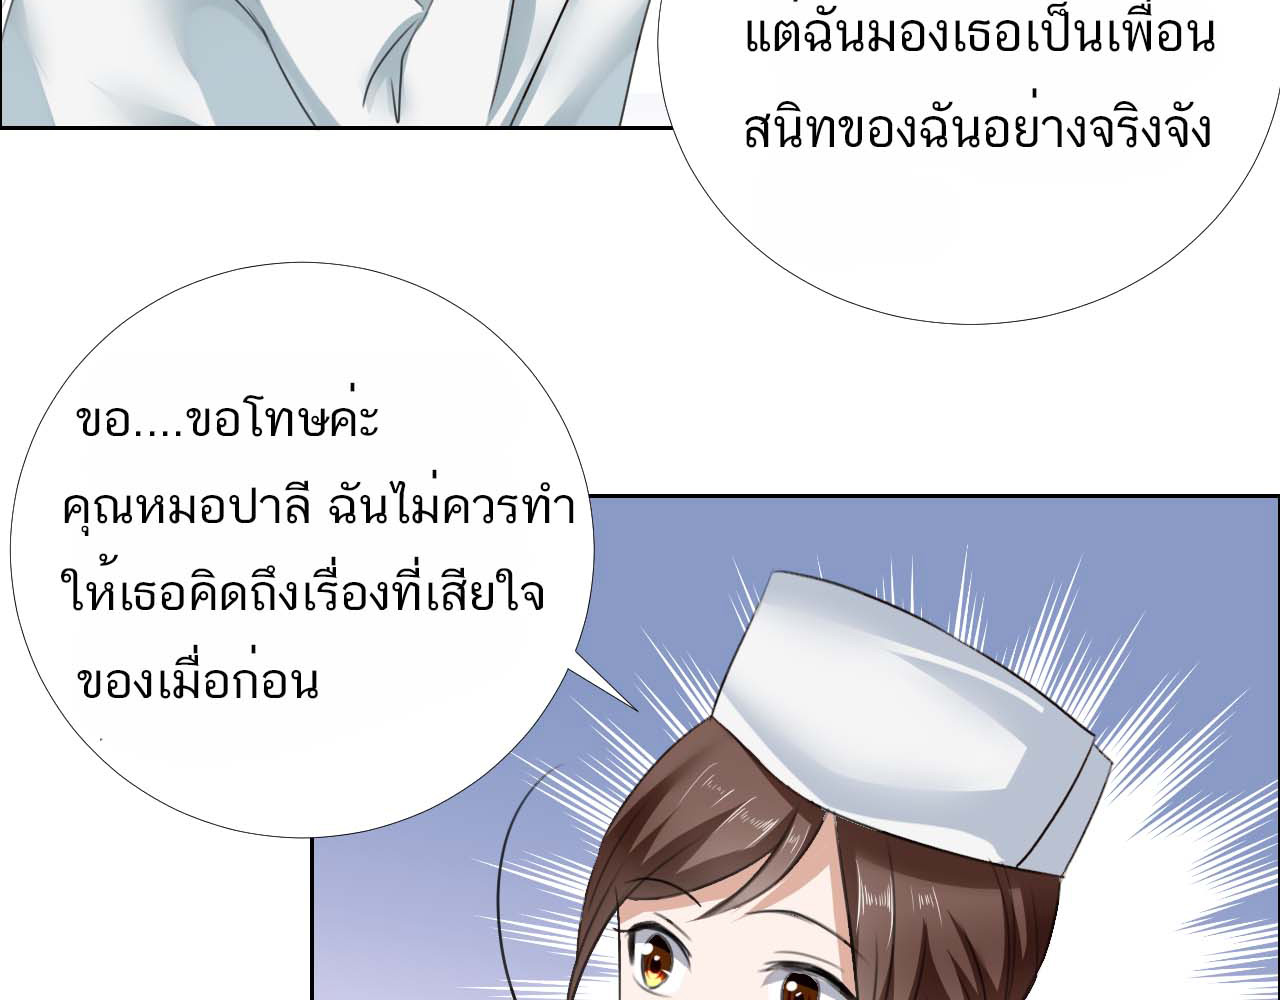 แต่ฉันมองเธอเป็นเพื่อน
สนิทของฉันอย่างจริงจัง
ขอ....ขอโทษค่ะ
คุณหมอปาลี ฉันไม่ควรทำ
ให้เธอคิดถึงเรื่องที่เสียใจ
ของเมื่อก่อน